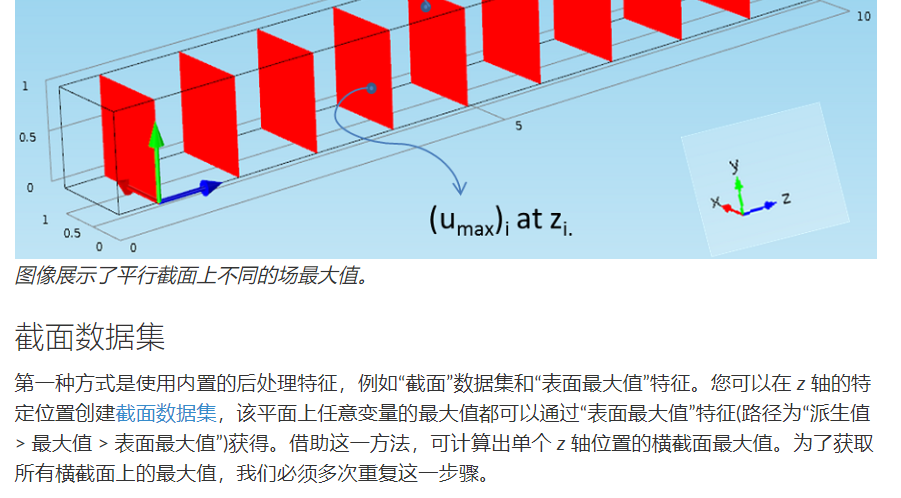 10
1
0.5
0
5
1
0.5
0
0
(u_max)_i at z_i.
y
x
z
图像展示了平行截面上不同的场最大值。
截面数据集
第一种方式是使用内置的后处理特征，例如“截面”数据集和“表面最大值”特征。您可以在 z 轴的特
定位置创建截面数据集，该平面上任意变量的最大值都可以通过“表面最大值”特征(路径为“派生值
> 最大值 > 表面最大值”)获得。借助这一方法，可计算出单个 z 轴位置的横截面最大值。为了获取
所有横截面上的最大值，我们必须多次重复这一步骤。